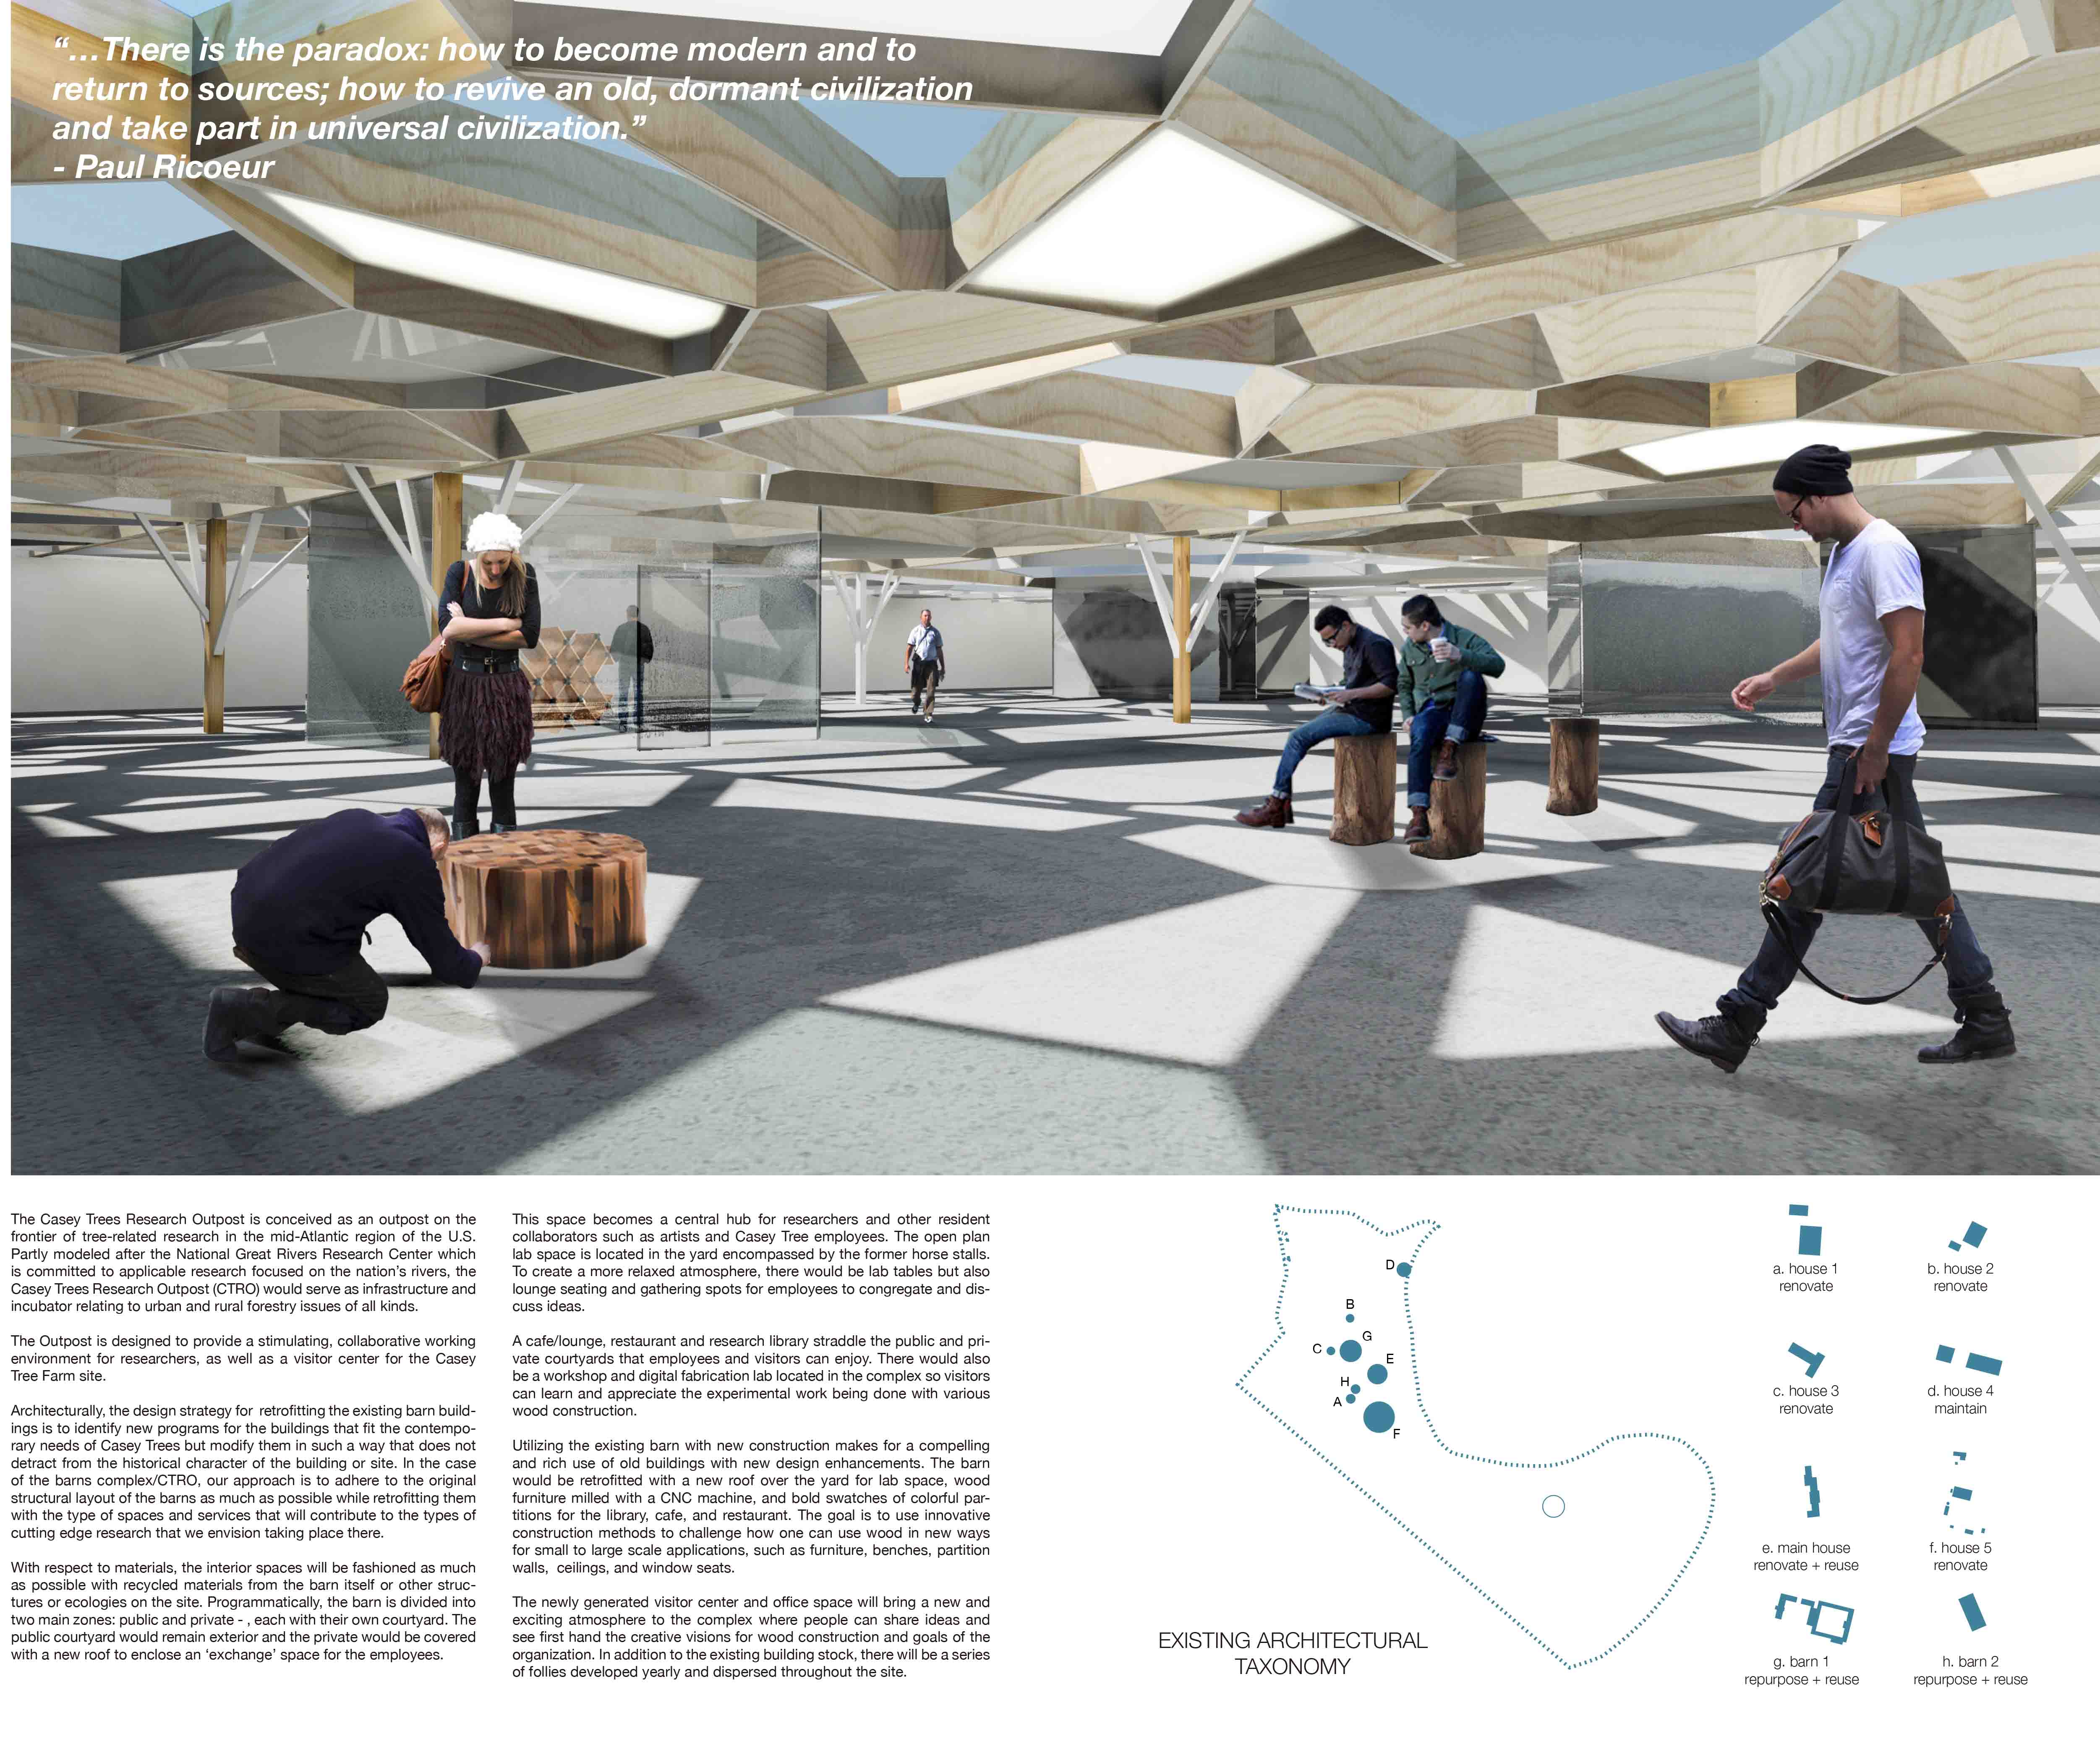 “...There is the paradox: how to become modern and to
return to sources; how to revive an old, dormant civilization
and take part in universal civilization.”
- Paul Ricoeur
The Casey Trees Research Outpost is conceived as an outpost on the
frontier of tree-related research in the mid-Atlantic region of the U.S.
Partly modeled after the National Great Rivers Research Center which
is committed to applicable research focused on the nation’s rivers, the
Casey Trees Research Outpost (CTRO) would serve as infrastructure and
incubator relating to urban and rural forestry issues of all kinds.
The Outpost is designed to provide a stimulating, collaborative working
environment for researchers, as well as a visitor center for the Casey
Tree Farm site.
Architecturally, the design strategy for retrofitting the existing barn build-
ings is to identify new programs for the buildings that fit the contempo-
rary needs of Casey Trees but modify them in such a way that does not
detract from the historical character of the building or site. In the case
of the barns complex/CTRO, our approach is to adhere to the original
structural layout of the barns as much as possible while retrofitting them
with the type of spaces and services that will contribute to the types of
cutting edge research that we envision taking place there.
With respect to materials, the interior spaces will be fashioned as much
as possible with recycled materials from the barn itself or other struc-
tures or ecologies on the site. Programmatically, the barn is divided into
two main zones: public and private - , each with their own courtyard. The
public courtyard would remain exterior and the private would be covered
with a new roof to enclose an ‘exchange’ space for the employees.
This space becomes a central hub for researchers and other resident
collaborators such as artists and Casey Tree employees. The open plan
lab space is located in the yard encompassed by the former horse stalls.
To create a more relaxed atmosphere, there would be lab tables but also
lounge seating and gathering spots for employees to congregate and dis-
cuss ideas.
A cafe/lounge, restaurant and research library straddle the public and pri-
vate courtyards that employees and visitors can enjoy. There would also
be a workshop and digital fabrication lab located in the complex so visitors
can learn and appreciate the experimental work being done with various
wood construction.
Utilizing the existing barn with new construction makes for a compelling
and rich use of old buildings with new design enhancements. The barn
would be retrofitted with a new roof over the yard for lab space, wood
furniture milled with a CNC machine, and bold swatches of colorful par-
titions for the library, cafe, and restaurant. The goal is to use innovative
construction methods to challenge how one can use wood in new ways
for small to large scale applications, such as furniture, benches, partition
walls, ceilings, and window seats.
The newly generated visitor center and office space will bring a new and
exciting atmosphere to the complex where people can share ideas and
see first hand the creative visions for wood construction and goals of the
organization. In addition to the existing building stock, there will be a series
of follies developed yearly and dispersed throughout the site.
D
B
G
C
E
H
A
F
EXISTING ARCHITECTURAL
TAXONOMY
a. house 1
renovate
b. house 2
renovate
c. house 3
renovate
d. house 4
maintain
e. main house
renovate + reuse
f. house 5
renovate
g. barn 1
repurpose + reuse
h. barn 2
repurpose + reuse